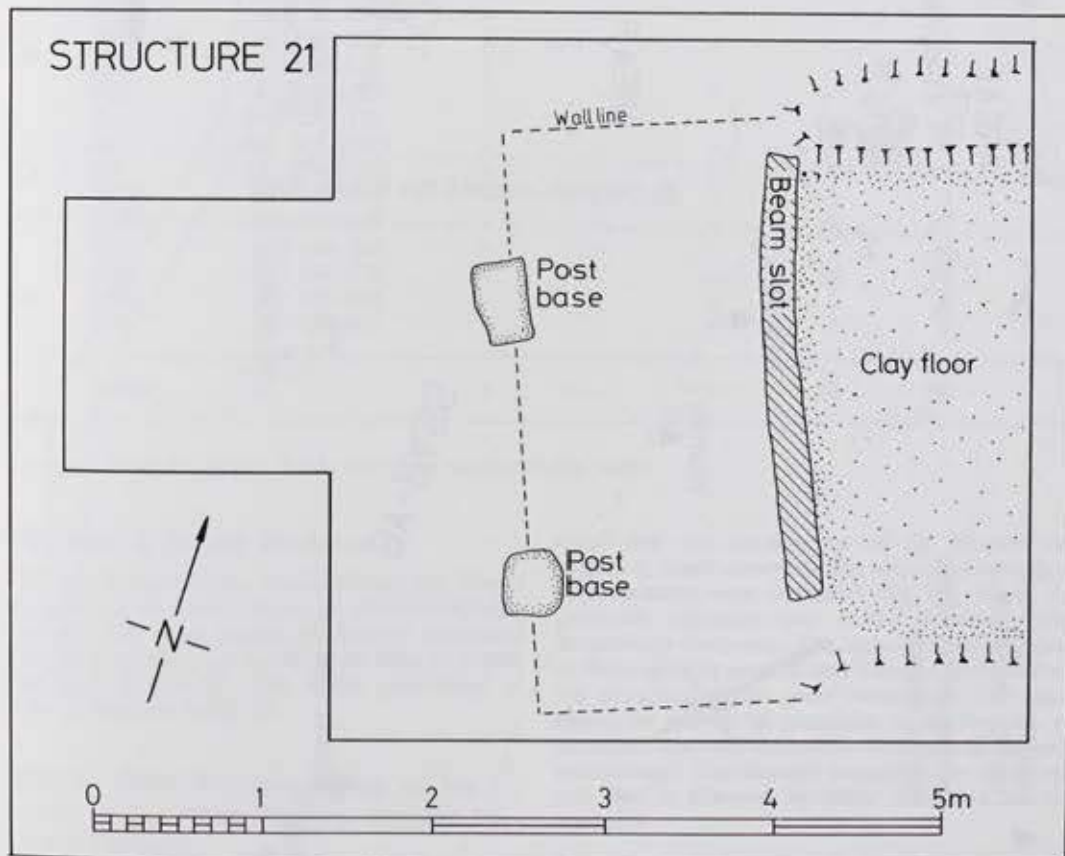 STRUCTURE 21
Wall line
Beam slot
Post
base
Clay floor
Post
base
N
0 1 2 3 4 5m